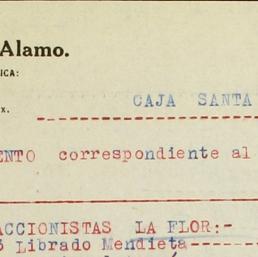 Alamo.
ICA:
x.
CAJA SANTA
ENTO correspondiente al
ACCIONISTAS LA FLOR:-
Librado Mendieta------